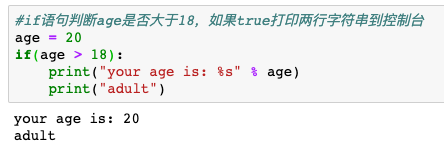 #if语句判断age是否大于18，如果true打印两行字符串到控制台
age = 20
if(age > 18):
    print("your age is: %s" % age)
    print("adult")
your age is: 20
adult